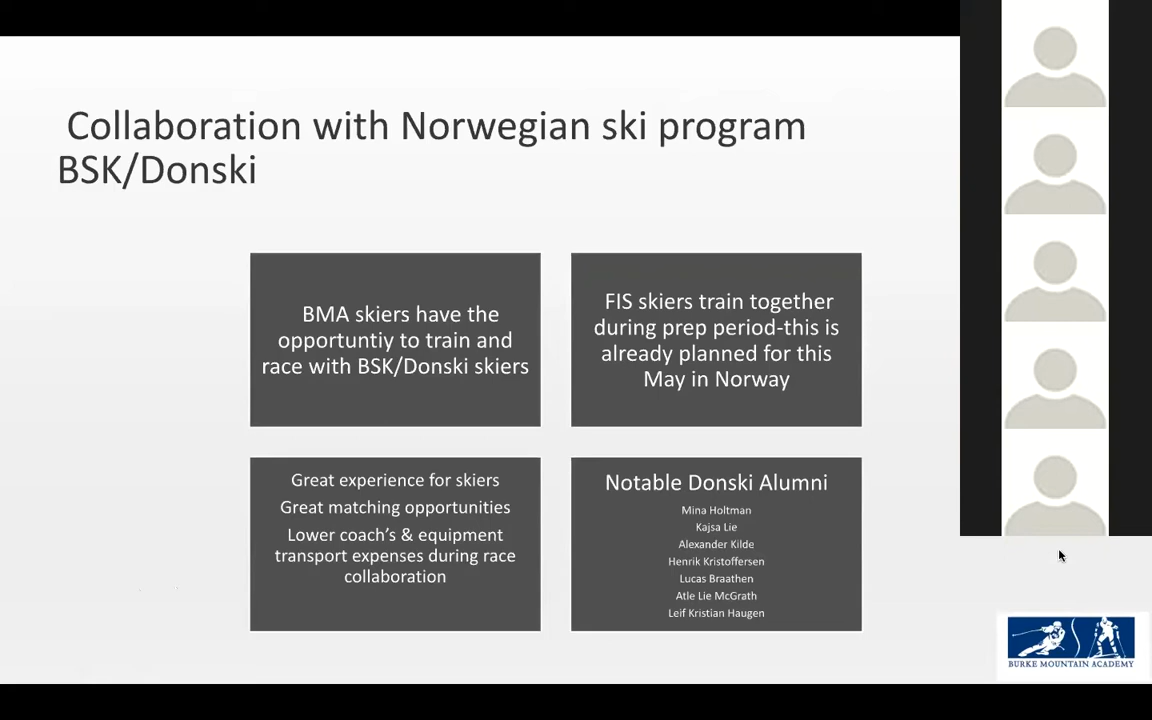 Collaboration with Norwegian ski program
BSK/Donski
BMA skiers have the
opportuntiy to train and
race with BSK/Donski skiers
FIS skiers train together
during prep period-this is
already planned for this
May in Norway
Great experience for skiers
Great matching opportunities
Lower coach's & equipment
transport expenses during race
collaboration
Notable Donski Alumni
Mina Holtman
Kajsa Lie
Alexander Kilde
Henrik Kristoffersen
Lucas Braathen
Atle Lie McGrath
Leif Kristian Haugen
BURKE MOUNTAIN ACADEMY